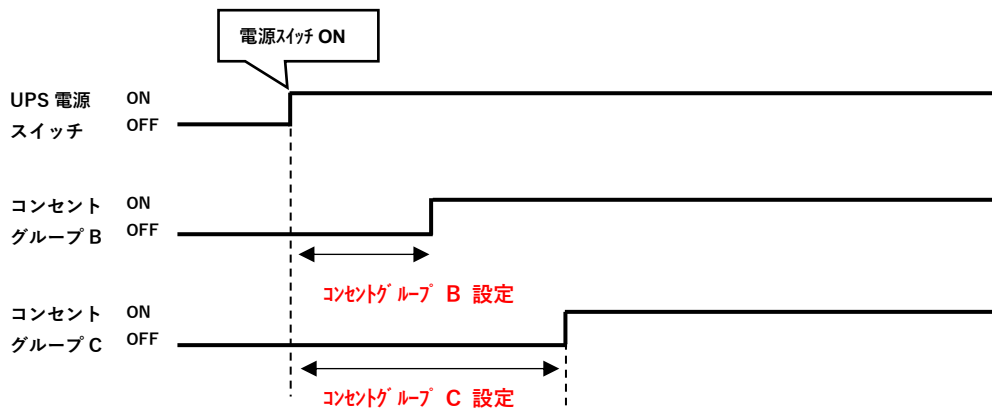 電源ｽｲｯﾁ ON
UPS 電源 ON
スイッチ OFF
コンセント ON
グループ B OFF
ｺﾝｾﾝﾄｸﾞﾙｰﾌﾟ B 設定
コンセント ON
グループ C OFF
ｺﾝｾﾝﾄｸﾞﾙｰﾌﾟ C 設定